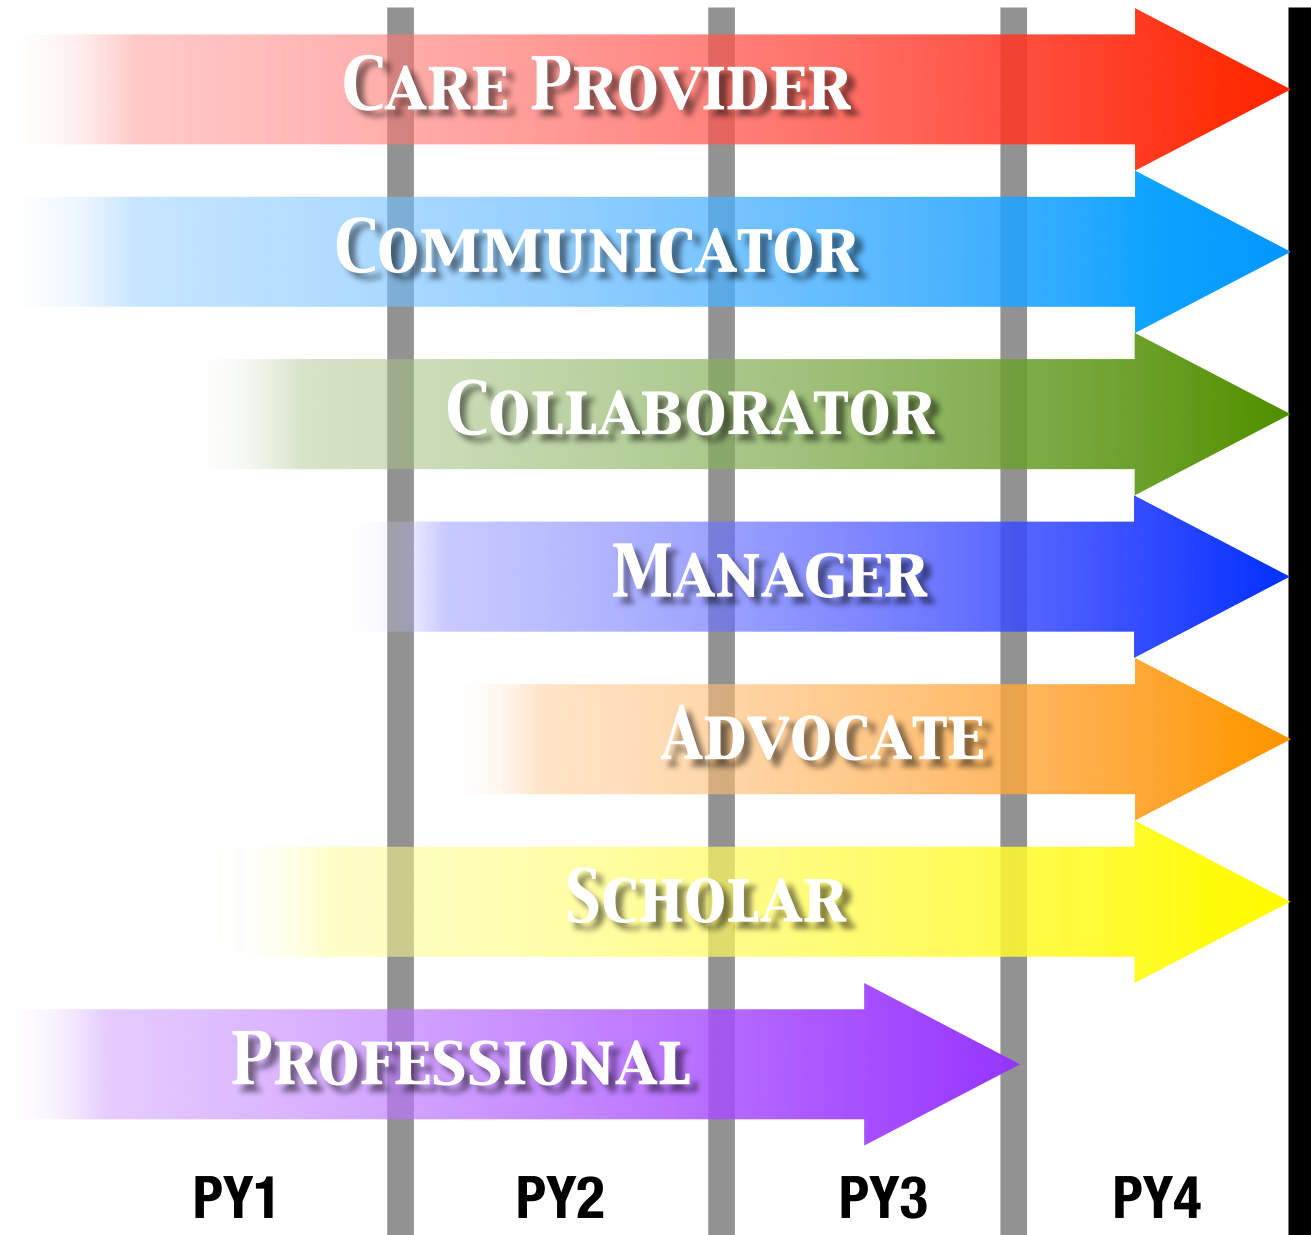 Care Provider
Communicator
Collaborator
Manager
Advocate
Scholar
Professional
PY1 PY2 PY3 PY4